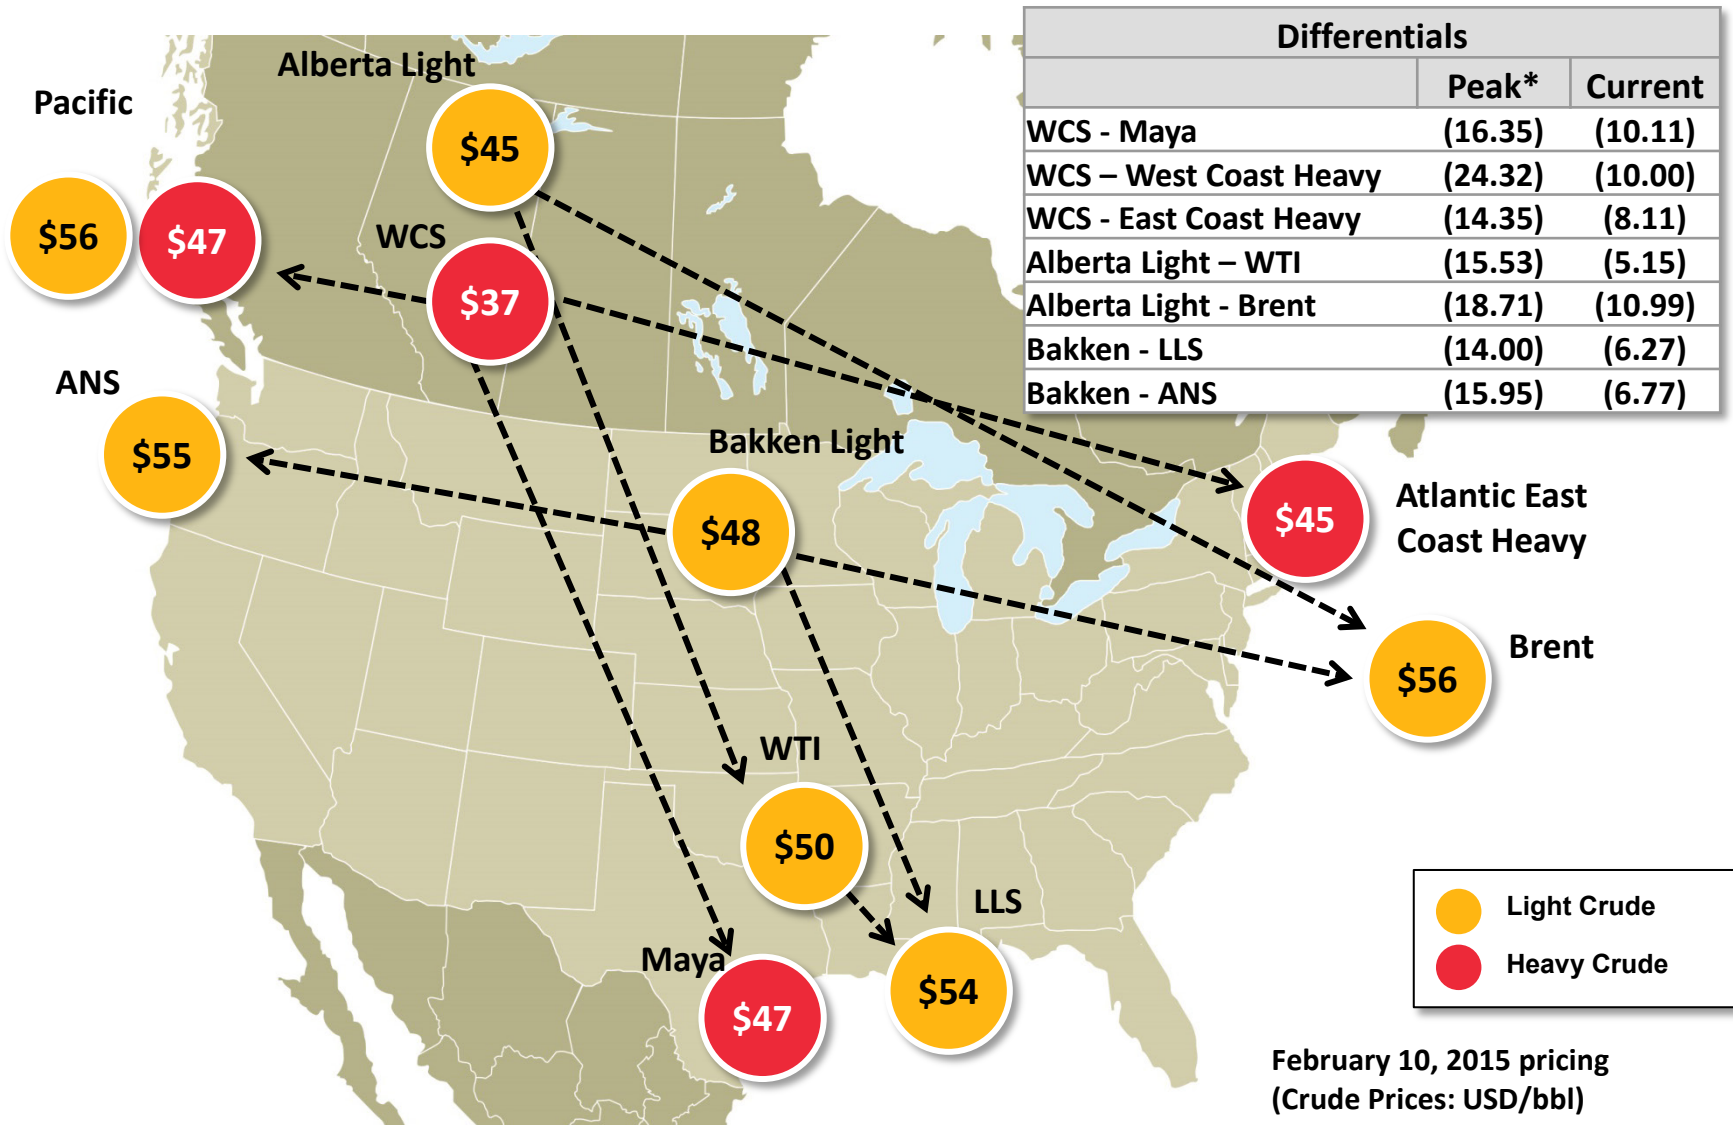 Differentials
Peak* Current
WCS - Maya (16.35) (10.11)
WCS – West Coast Heavy (24.32) (10.00)
WCS - East Coast Heavy (14.35) (8.11)
Alberta Light – WTI (15.53) (5.15)
Alberta Light - Brent (18.71) (10.99)
Bakken - LLS (14.00) (6.27)
Bakken - ANS (15.95) (6.77)
Alberta Light
$45
Pacific
$56 $47
WCS
$37
ANS
$55
Bakken Light
$48
$45
Atlantic East
Coast Heavy
Brent
$56
WTI
$50
LLS
$54
Maya
$47
Light Crude
Heavy Crude
February 10, 2015 pricing
(Crude Prices: USD/bbl)